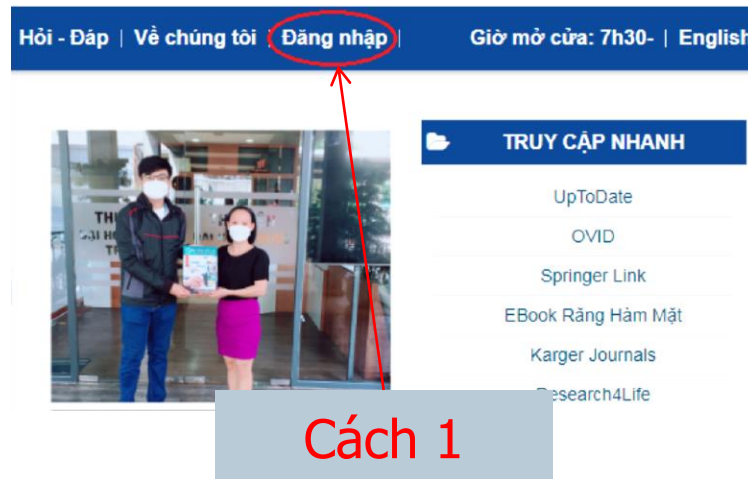 Hỏi - Đáp | Về chúng tôi | Đăng nhập |
Giờ mở cửa: 7h30- | English
TRUY CẬP NHANH
UpToDate
OVID
Springer Link
EBook Răng Hàm Mặt
Karger Journals
Research4Life
Cách 1